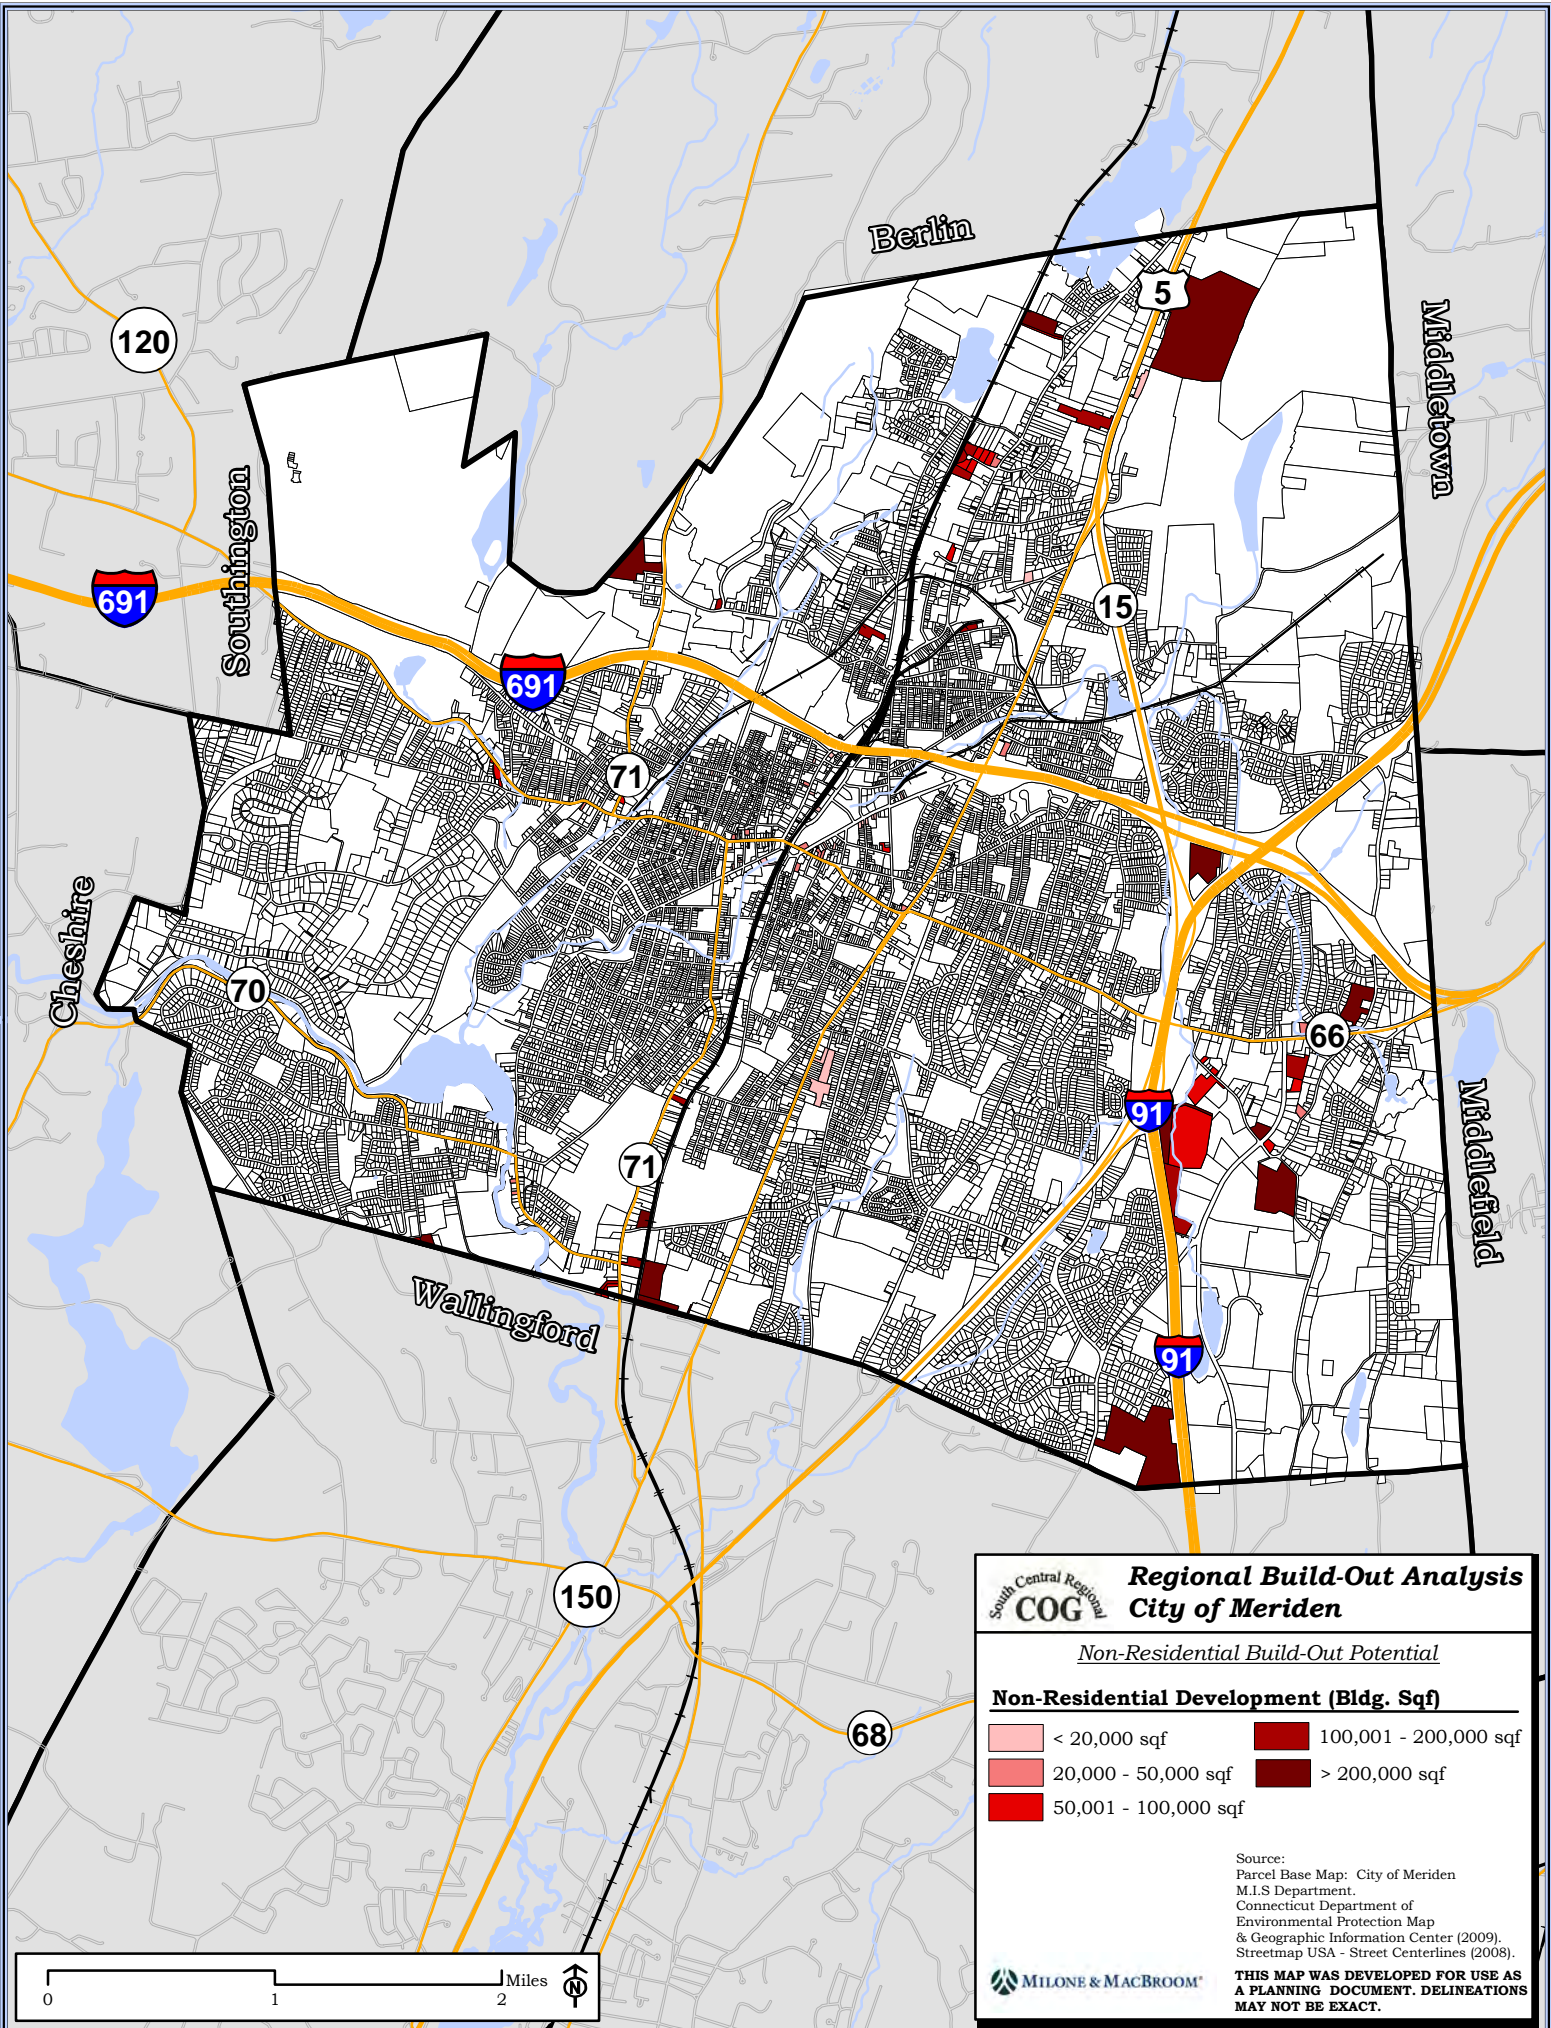 Berlin
5
Middletown
120
Southington
691
691
15
71
Cheshire
70
66
91
Middlefield
71
Wallingford
91
150
68
South Central Regional
COG
Regional Build-Out Analysis
City of Meriden
Non-Residential Build-Out Potential
Non-Residential Development (Bldg. Sqf)
< 20,000 sqf
20,000 - 50,000 sqf
50,001 - 100,000 sqf
100,001 - 200,000 sqf
> 200,000 sqf
Source:
Parcel Base Map: City of Meriden
M.I.S Department.
Connecticut Department of
Environmental Protection Map
& Geographic Information Center (2009).
Streetmap USA - Street Centerlines (2008).
MILONE & MACBROOM®
THIS MAP WAS DEVELOPED FOR USE AS
A PLANNING DOCUMENT. DELINEATIONS
MAY NOT BE EXACT.
Miles
0 1 2
N